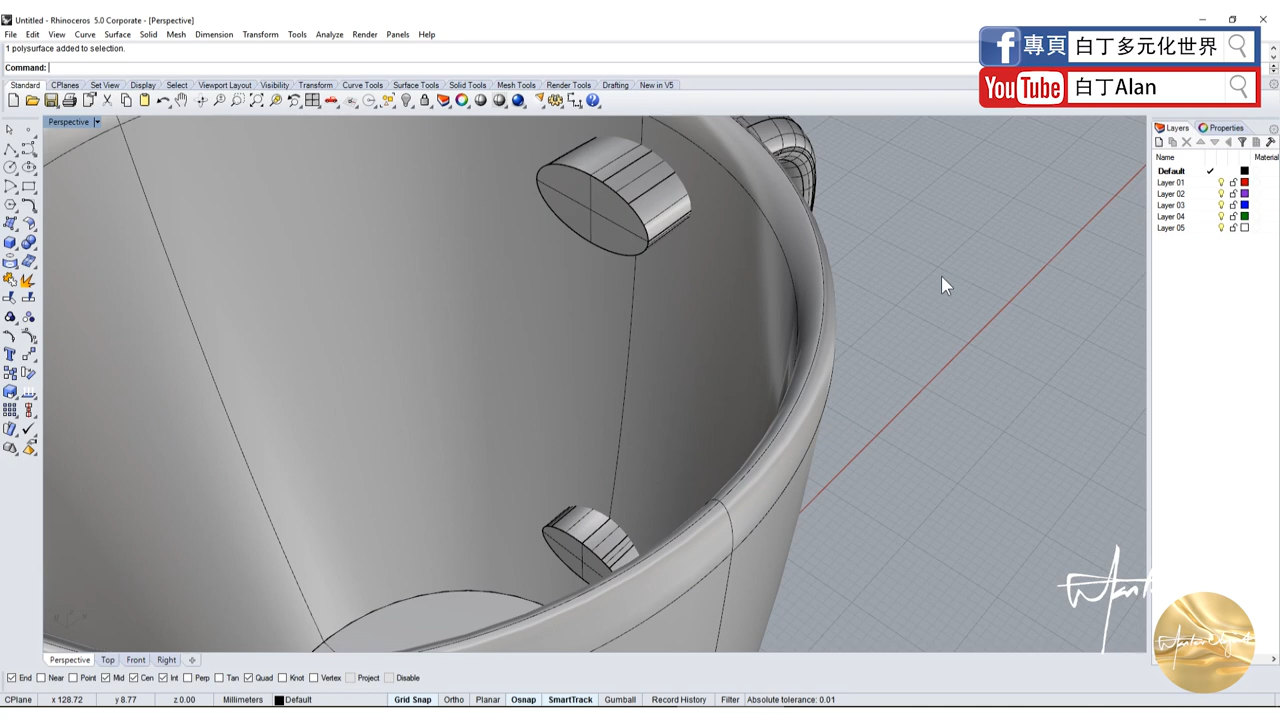 Untitled - Rhinoceros 5.0 Corporate - [Perspective]
File Edit View Curve Surface Solid Mesh Dimension Transform Tools Analyze Render Panels Help
1 polysurface added to selection.
Command:
f 專頁 白丁多元化世界
YouTube 白丁Alan
Standard CPlanes Set View Display Select Viewport Layout Visibility Transform Curve Tools Surface Tools Solid Tools Mesh Tools Render Tools Drafting New in V5
Perspective
Layers Properties
Name Material
Default
Layer 01
Layer 02
Layer 03
Layer 04
Layer 05
Perspective Top Front Right
End Near Point Mid Cen Int Perp Tan Quad Knot Vertex Project Disable
CPlane x 128.72 y 8.77 z 0.00 Millimeters Default Grid Snap Ortho Planar Osnap SmartTrack Gumball Record History Filter Absolute tolerance: 0.01